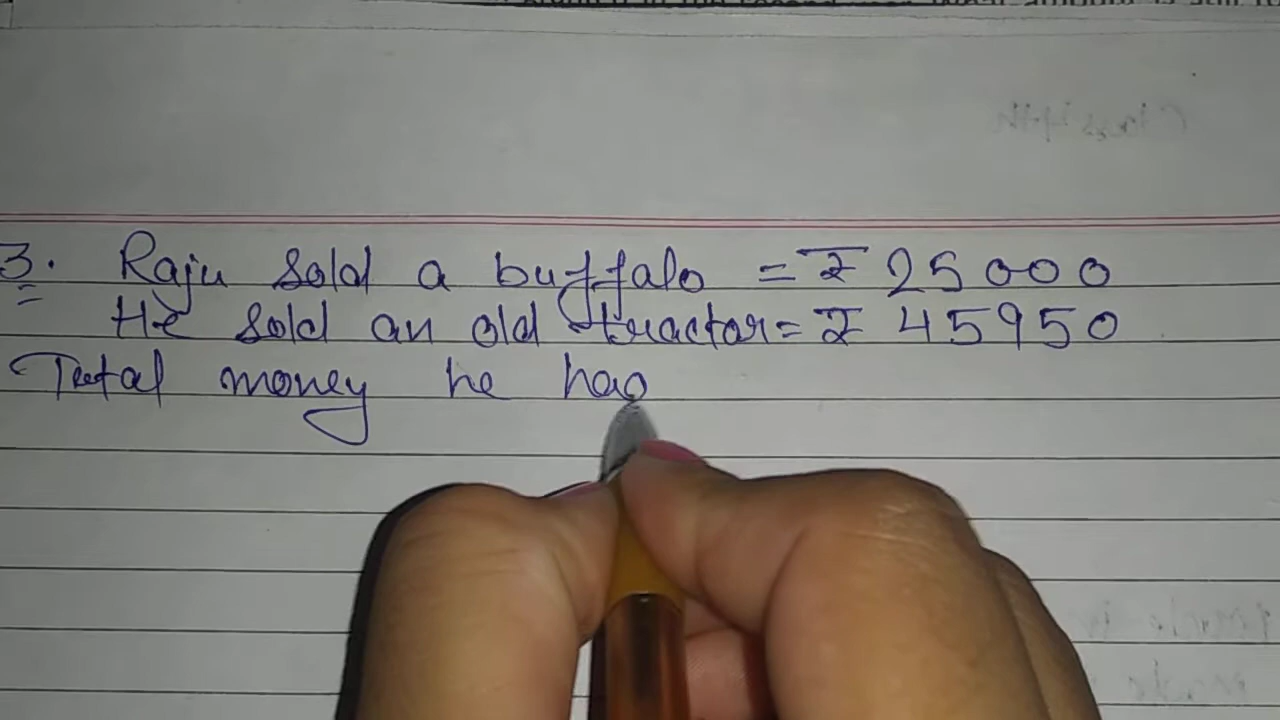 3. Raju sold a buffalo = ₹ 25000
He sold an old tractor = ₹ 45950
Total money he has